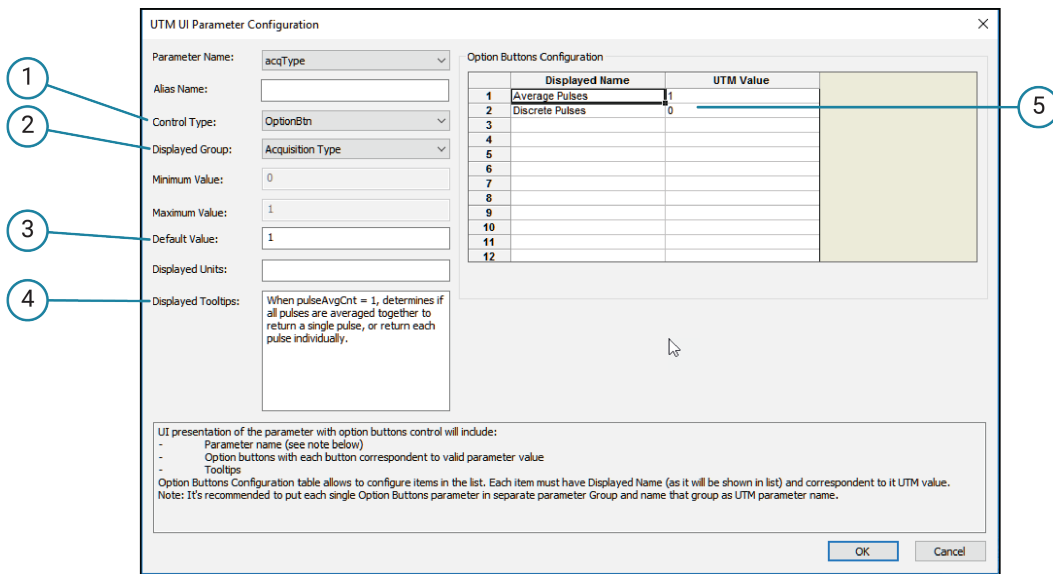 UTM UI Parameter Configuration
Parameter Name:
acqType
Alias Name:
1
Control Type:
OptionBtn
2
Displayed Group:
Acquisition Type
Minimum Value:
0
Maximum Value:
1
3
Default Value:
1
Displayed Units:
4
Displayed Tooltips:
When pulseAvgCnt = 1, determines if
all pulses are averaged together to
return a single pulse, or return each
pulse individually.
Option Buttons Configuration
Displayed Name UTM Value
1 Average Pulses 1
2 Discrete Pulses 0
3
4
5
6
7
8
9
10
11
12
5
UI presentation of the parameter with option buttons control will include:
- Parameter name (see note below)
- Option buttons with each button correspondent to valid parameter value
- Tooltips
Option Buttons Configuration table allows to configure items in the list. Each item must have Displayed Name (as it will be shown in list) and correspondent to it UTM value.
Note: It's recommended to put each single Option Buttons parameter in separate parameter Group and name that group as UTM parameter name.
OK
Cancel